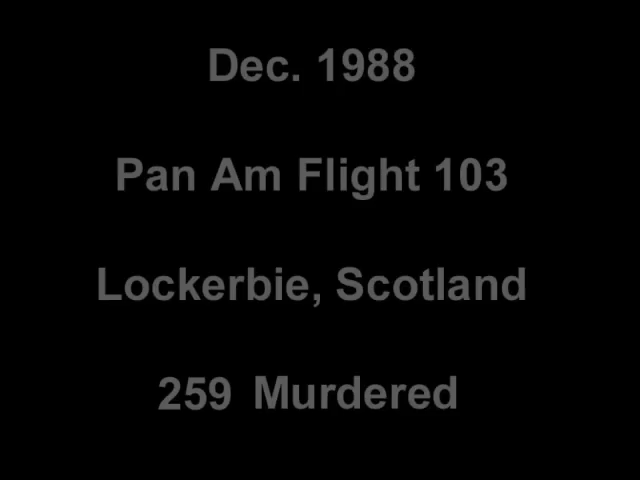 Dec. 1988
Pan Am Flight 103
Lockerbie, Scotland
259 Murdered